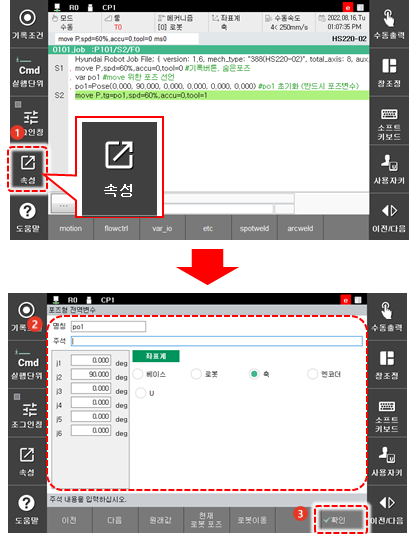 R0 CP1 e
기록조건
모드
수동
툴
T0
메커니즘
[0] 로봇
좌표계
축
수동속도
4< 250mm/s
2022.08.16,Tu
01:07:35 PM
수동출력
move P,spd=60%,accu=0,tool=0 ms0 HS220-02
0101.job :P101/S2/F0
Hyundai Robot Job File: { version: 1.6, mech_type: "388(HS220-02)", total_axis: 8, aux.
S1 move P,spd=60%,accu=0,tool=0 #기록버튼, 숨은포즈
var po1 #move 위한 포즈 선언
po1=Pose(0.000, 90.000, 0.000, 0.000, 0.000, 0.000) #po1 초기화 (반드시 포즈변수)
S2 move P,tg=po1,spd=60%,accu=0,tool=1
Cmd
실행단위
참조정
1
그인칭
소프트
키보드
속성
속성
사용자키
...
도움말
motion flowctrl var_io etc spotweld arcweld
이전/다음
R0 CP1 e
포즈형 전역변수
기록
2
명칭 po1
주석
수동출력
좌표계
j1 0.000 deg
j2 90.000 deg
j3 0.000 deg
j4 0.000 deg
j5 0.000 deg
j6 0.000 deg
베이스 로봇 축 엔코더
U
Cmd
실행단위
참조정
조그인칭
소프트
키보드
속성
사용자키
주석 내용을 입력하십시오.
도움말
이전 다음 원래값 현재
로봇 포즈 로봇이동
3
확인
이전/다음